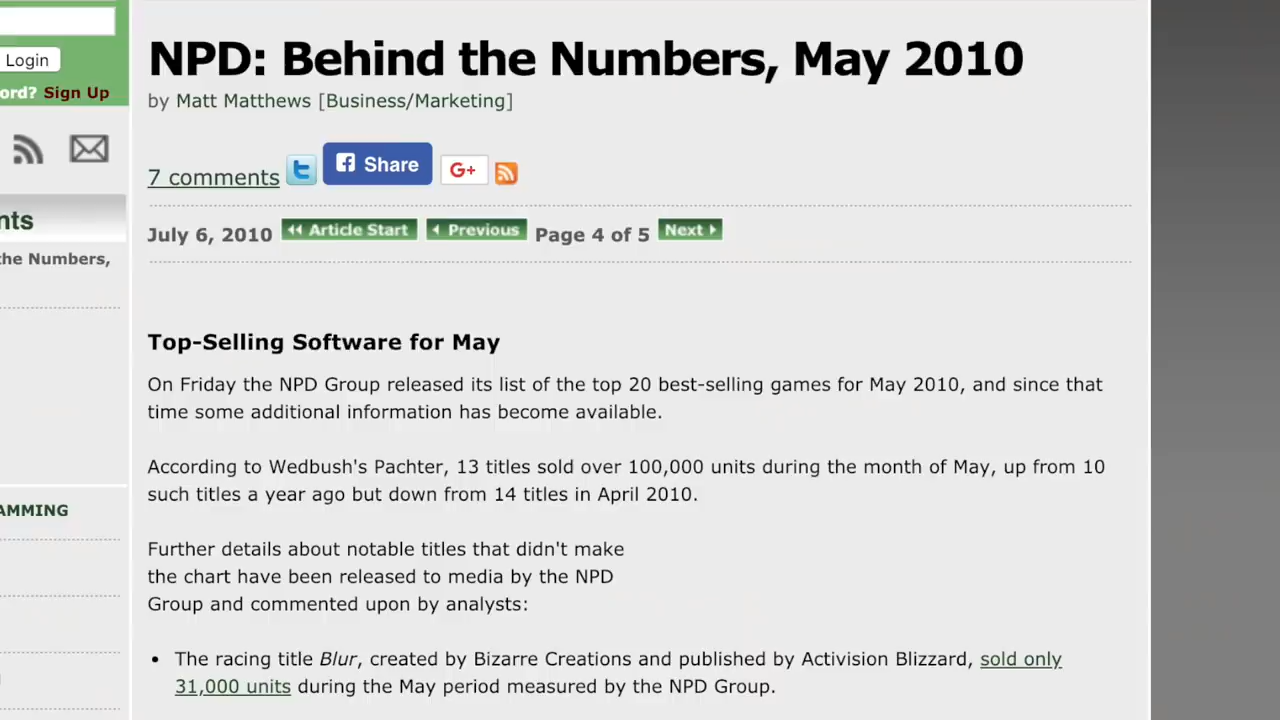 NPD: Behind the Numbers, May 2010
Login
by Matt Matthews [Business/Marketing]
ord? Sign Up
7 comments
Share
G+
nts
July 6, 2010 Article Start Previous Page 4 of 5 Next
the Numbers,
Top-Selling Software for May
On Friday the NPD Group released its list of the top 20 best-selling games for May 2010, and since that
time some additional information has become available.
According to Wedbush's Pachter, 13 titles sold over 100,000 units during the month of May, up from 10
such titles a year ago but down from 14 titles in April 2010.
AMMING
Further details about notable titles that didn't make
the chart have been released to media by the NPD
Group and commented upon by analysts:
• The racing title Blur, created by Bizarre Creations and published by Activision Blizzard, sold only
31,000 units during the May period measured by the NPD Group.